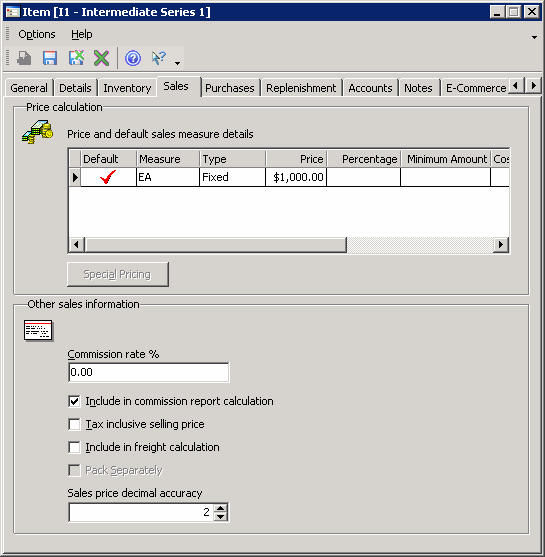 Item [I1 - Intermediate Series 1]
Options Help
General Details Inventory Sales Purchases Replenishment Accounts Notes E-Commerce
Price calculation
Price and default sales measure details
Default Measure Type Price Percentage Minimum Amount Cos
EA Fixed $1,000.00
Special Pricing
Other sales information
Commission rate %
0.00
Include in commission report calculation
Tax inclusive selling price
Include in freight calculation
Pack Separately
Sales price decimal accuracy
2